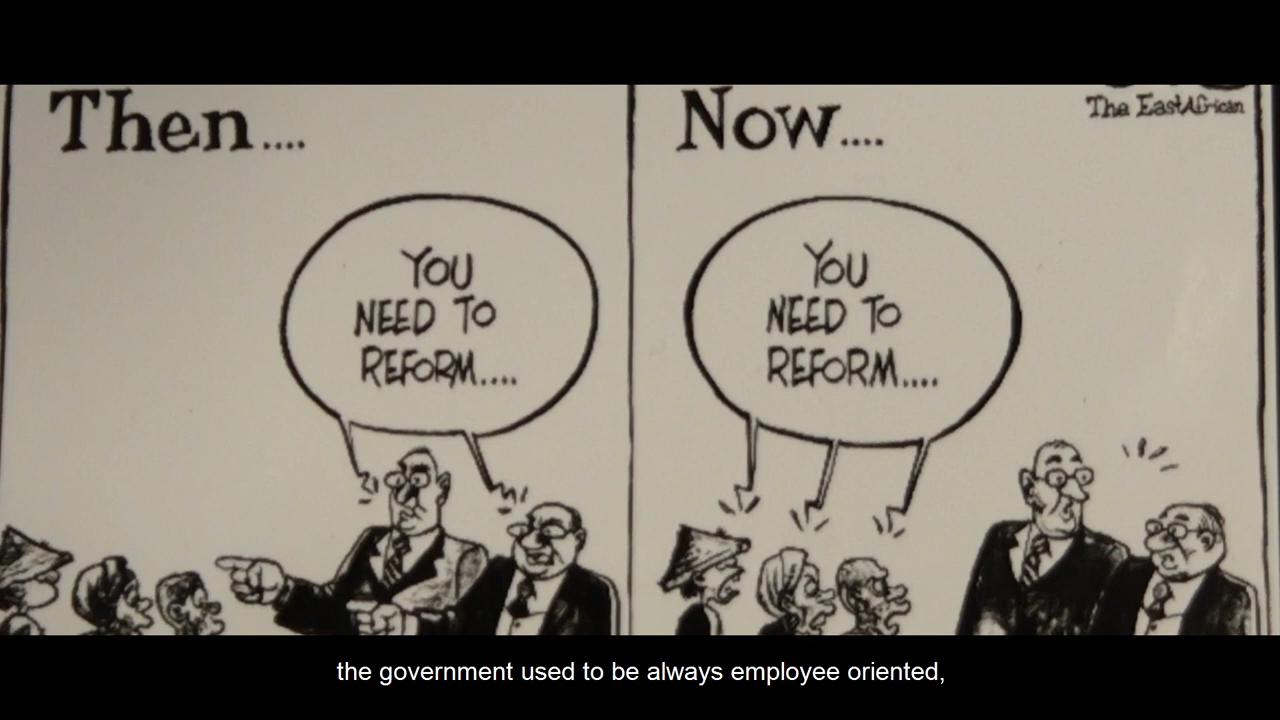 Then....
Now....
The EastAfrican
YOU
NEED TO
REFORM....
YOU
NEED TO
REFORM....
the government used to be always employee oriented,